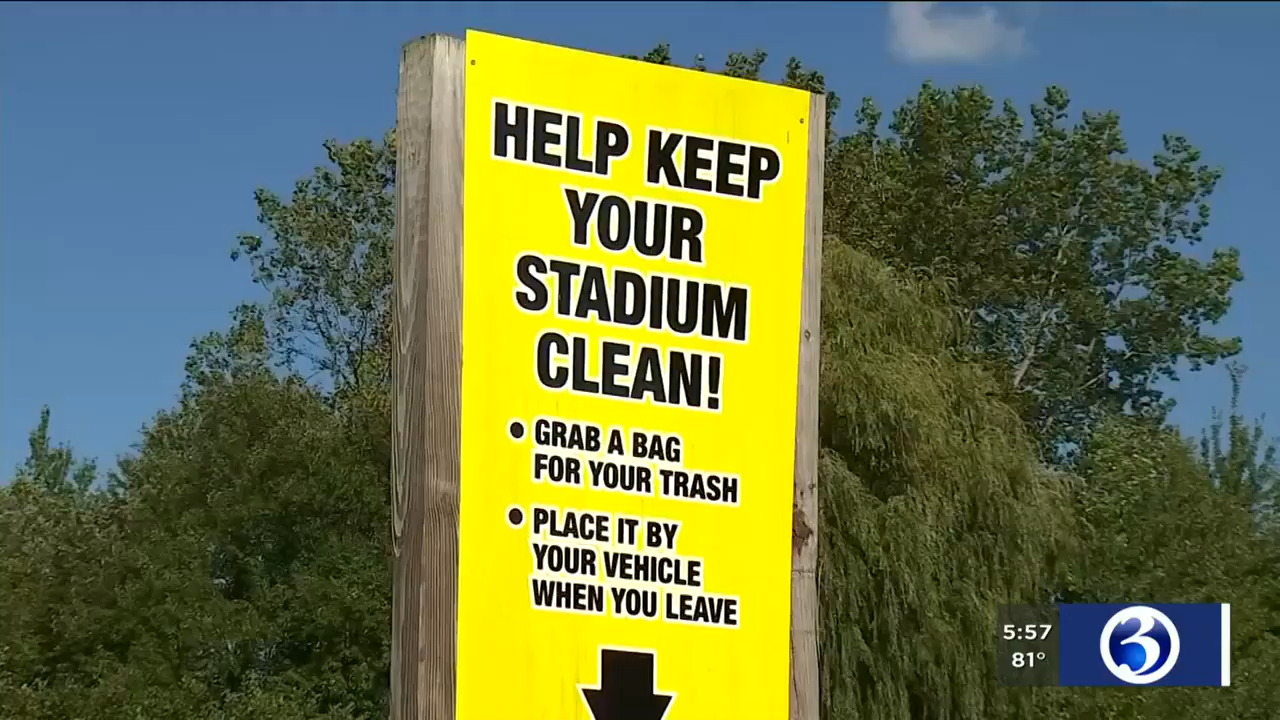 HELP KEEP
YOUR
STADIUM
CLEAN!
• GRAB A BAG
FOR YOUR TRASH
• PLACE IT BY
YOUR VEHICLE
WHEN YOU LEAVE
5:57
81°
3